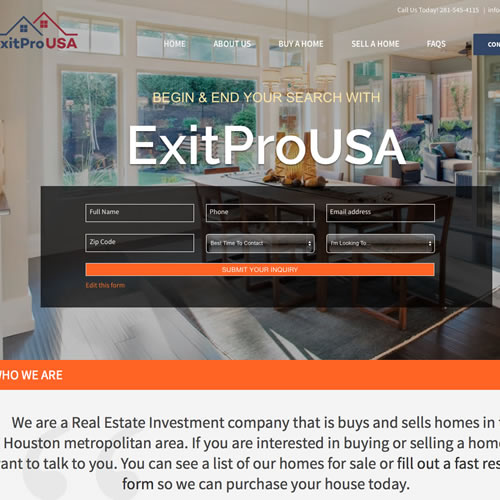 Call Us Today! 281-545-4115 | info
ExitProUSA
HOME ABOUT US BUY A HOME SELL A HOME FAQS CON
BEGIN & END YOUR SEARCH WITH
ExitProUSA
Full Name Phone Email address
Zip Code Best Time To Contact I'm Looking To...
SUBMIT YOUR INQUIRY
Edit this form
WHO WE ARE
We are a Real Estate Investment company that is buys and sells homes in
Houston metropolitan area. If you are interested in buying or selling a hom
ant to talk to you. You can see a list of our homes for sale or fill out a fast res
form so we can purchase your house today.